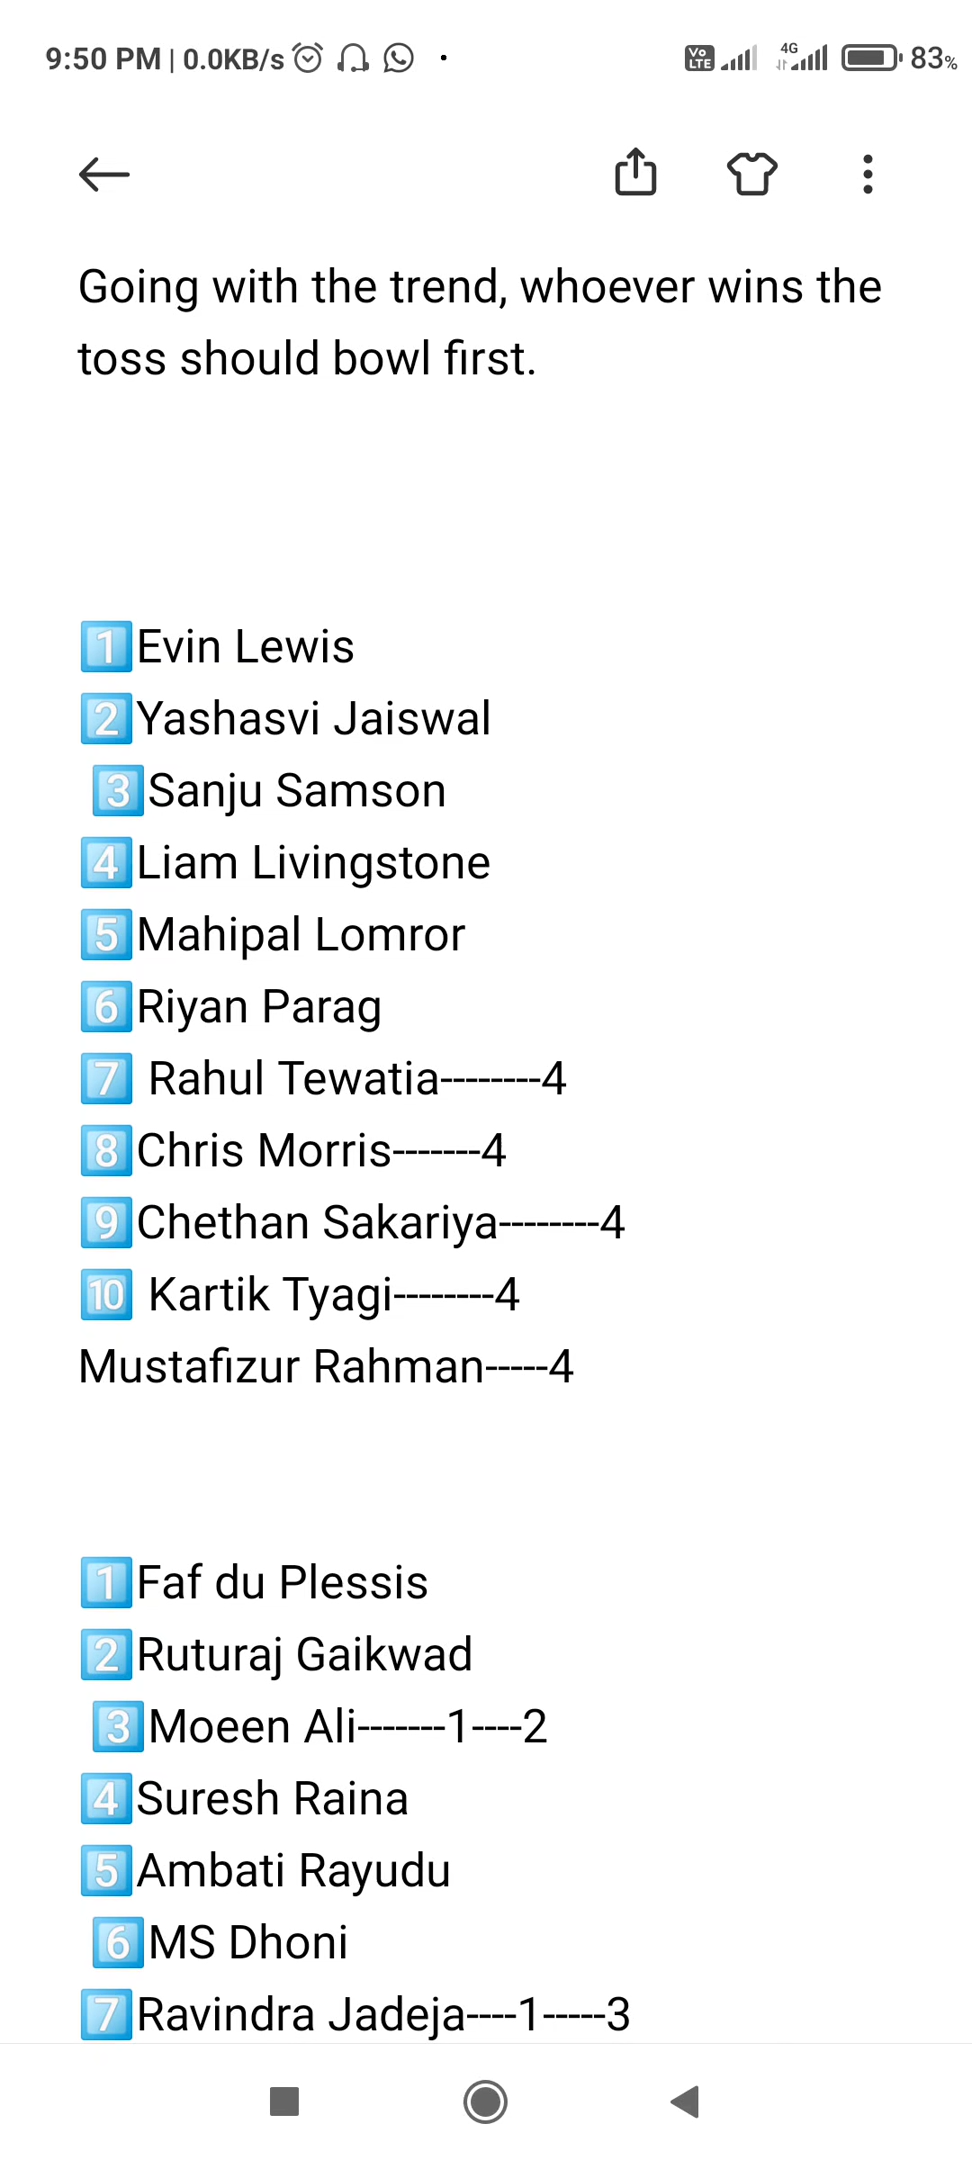 9:50 PM | 0.0KB/s
Vo LTE 4G 83%
Going with the trend, whoever wins the
toss should bowl first.
1️⃣Evin Lewis
2️⃣Yashasvi Jaiswal
3️⃣Sanju Samson
4️⃣Liam Livingstone
5️⃣Mahipal Lomror
6️⃣Riyan Parag
7️⃣ Rahul Tewatia--------4
8️⃣Chris Morris-------4
9️⃣Chethan Sakariya--------4
🔟 Kartik Tyagi--------4
Mustafizur Rahman-----4
1️⃣Faf du Plessis
2️⃣Ruturaj Gaikwad
3️⃣Moeen Ali-------1----2
4️⃣Suresh Raina
5️⃣Ambati Rayudu
6️⃣MS Dhoni
7️⃣Ravindra Jadeja----1-----3